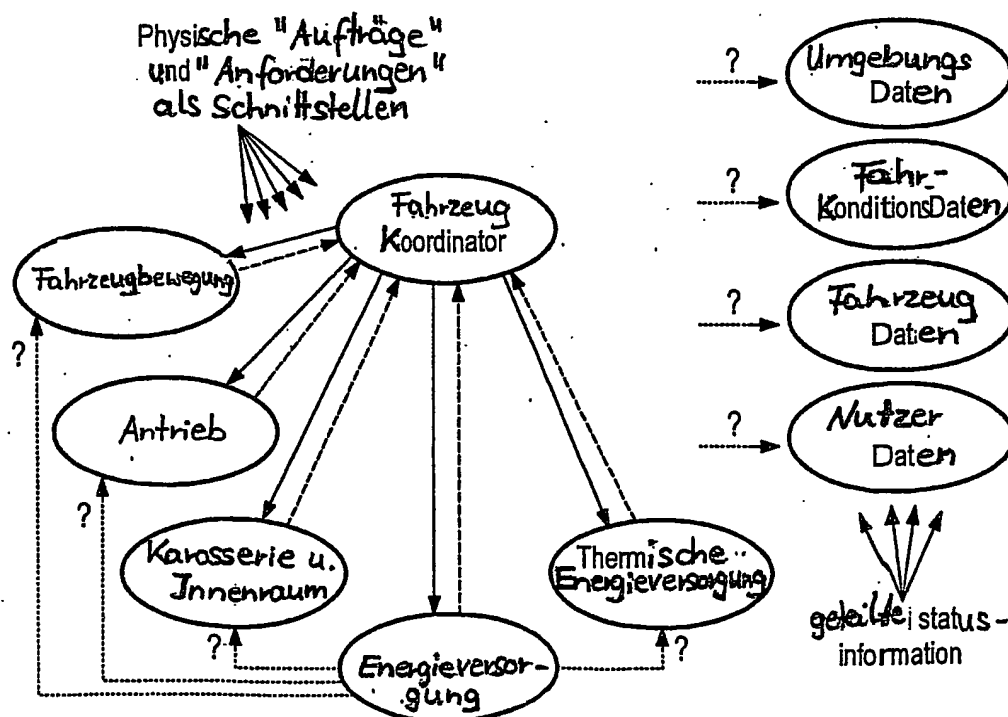 Physische "Aufträge"
und "Anforderungen"
als Schnittstellen
Fahrzeug
Koordinator
Fahrzeugbewegung
?
Antrieb
?
Karosserie u.
Innenraum
?
Energieversor-
gung
Thermische
Energieversorgung
?
?
Umgebungs
Daten
?
Fahr-
KonditionsDaten
?
Fahrzeug
Daten
?
Nutzer
Daten
geteilte status-
information